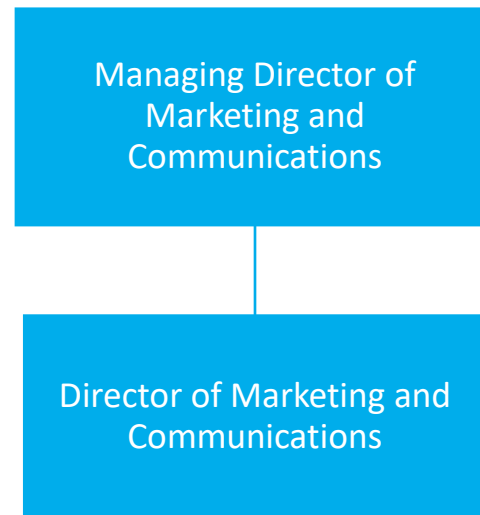 Managing Director of
Marketing and
Communications
Director of Marketing and
Communications